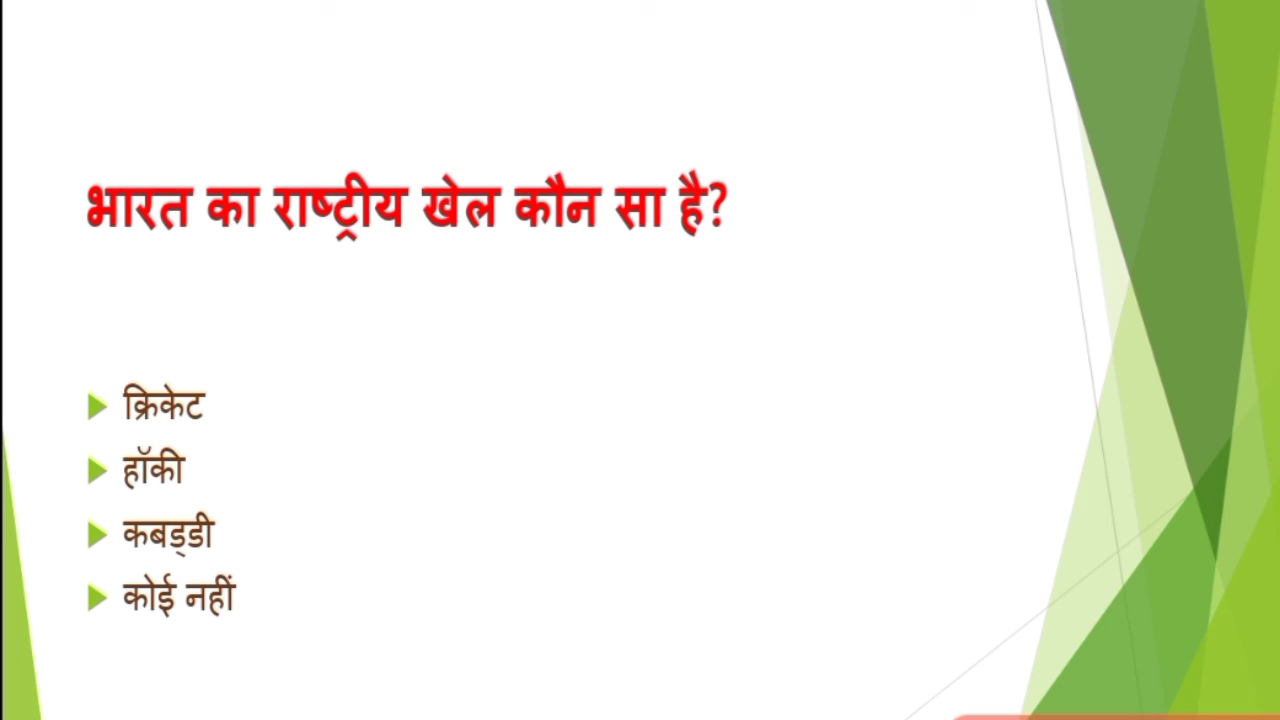 भारत का राष्ट्रीय खेल कौन सा है?
क्रिकेट
हॉकी
कबड्डी
कोई नहीं